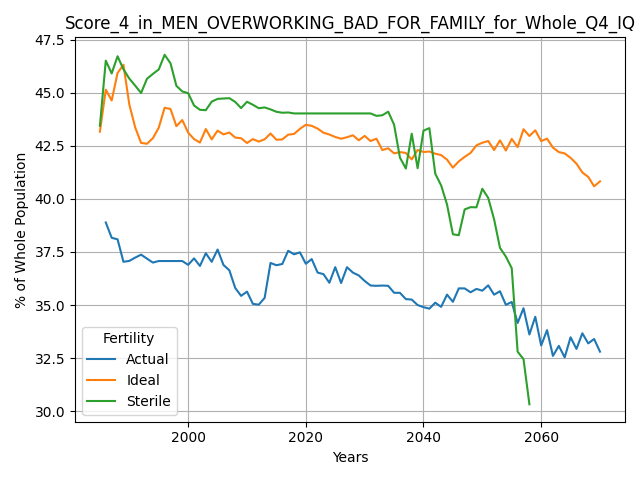 Score_4_in_MEN_OVERWORKING_BAD_FOR_FAMILY_for_Whole_Q4_IQ
47.5
45.0
42.5
40.0
37.5
35.0
32.5
30.0
% of Whole Population
Fertility
Actual
Ideal
Sterile
2000
2020
2040
2060
Years